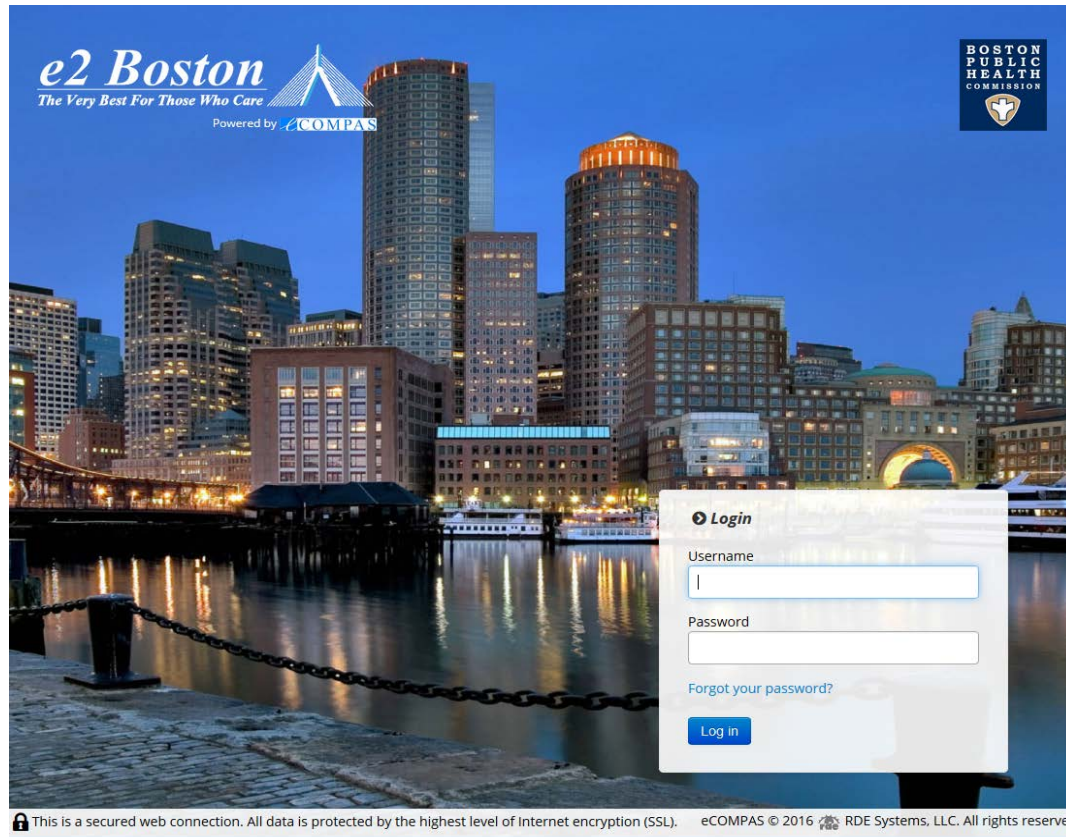 e2 Boston
The Very Best For Those Who Care
Powered by eCOMPAS
BOSTON
PUBLIC
HEALTH
COMMISSION
Login
Username
Password
Forgot your password?
Log in
This is a secured web connection. All data is protected by the highest level of Internet encryption (SSL).
eCOMPAS © 2016 rde RDE Systems, LLC. All rights reserve